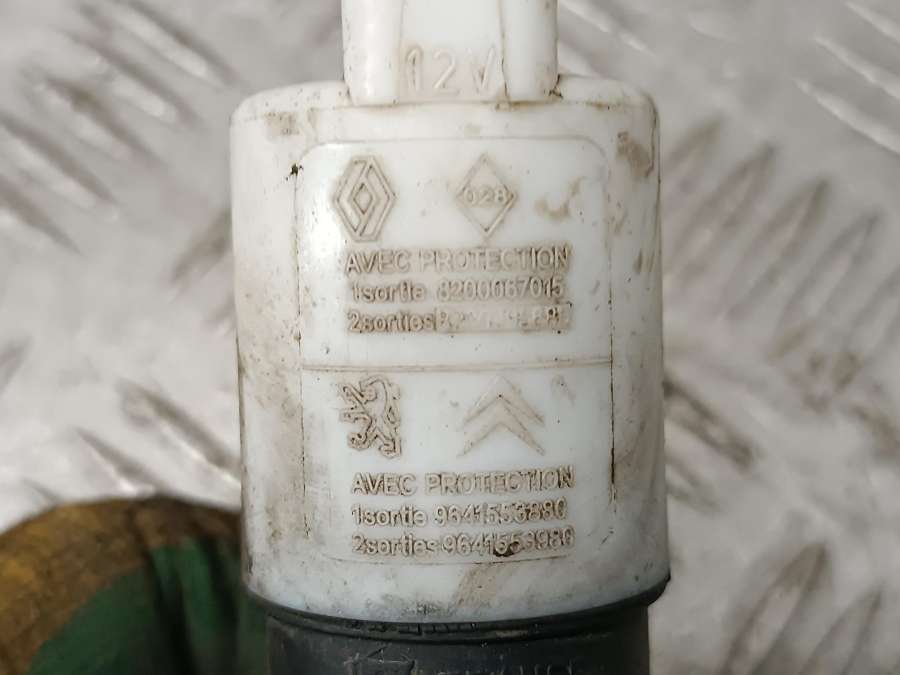 12V
028
AVEC PROTECTION
1sortie 8200067015
2sorties
AVEC PROTECTION
1sortie 9641553880
2sorties 9641553980